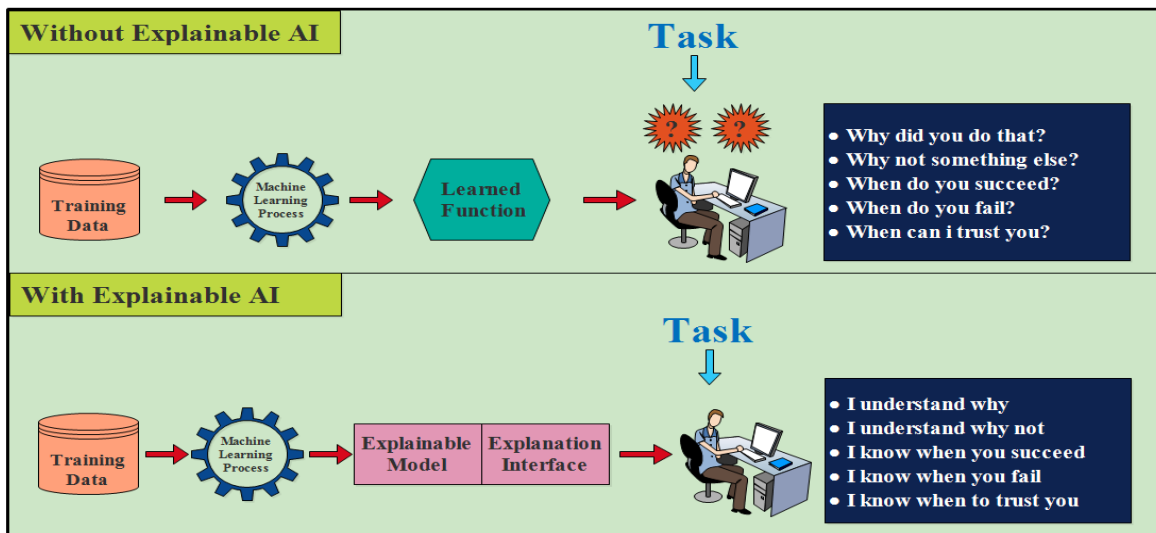 Without Explainable AI
Task
? ?
Training
Data
Machine
Learning
Process
Learned
Function
● Why did you do that?
● Why not something else?
● When do you succeed?
● When do you fail?
● When can i trust you?
With Explainable AI
Task
Training
Data
Machine
Learning
Process
Explainable
Model
Explanation
Interface
● I understand why
● I understand why not
● I know when you succeed
● I know when you fail
● I know when to trust you